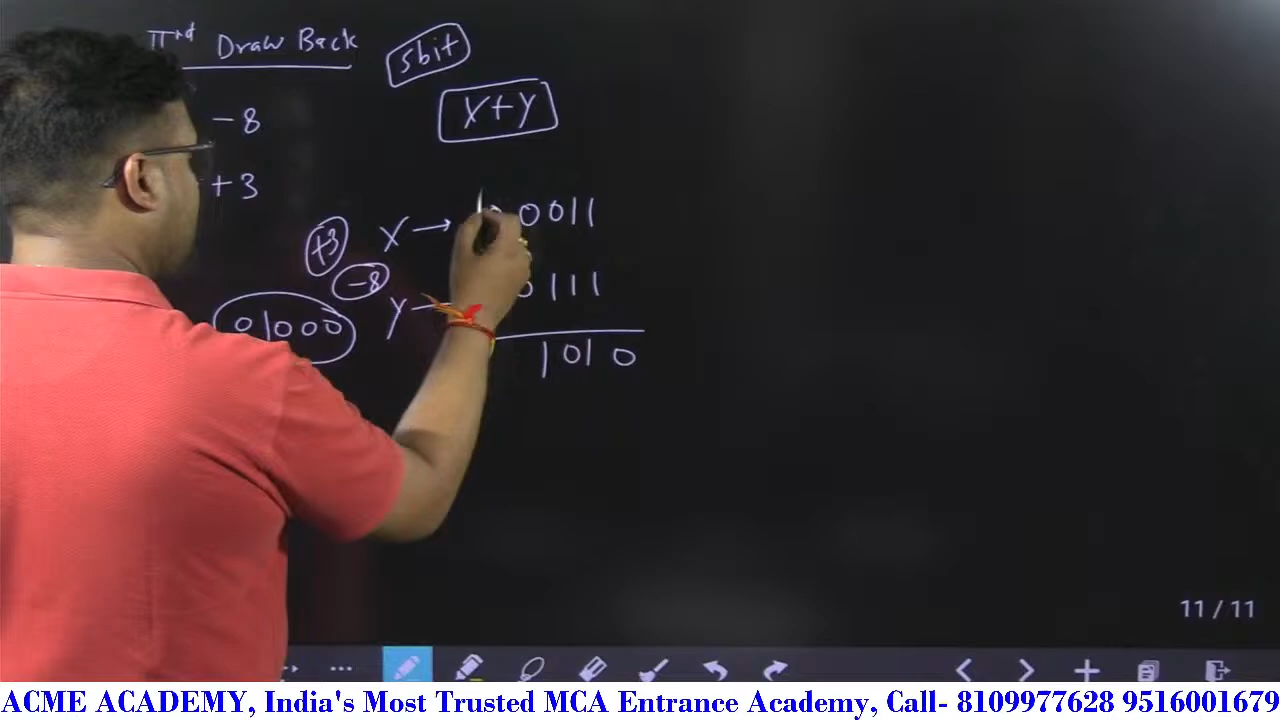 IInd Draw Back
5bit
X+Y
-8
+3
+3 X → 0011
-8
01000 Y → 0111
1010
11 / 11
ACME ACADEMY, India's Most Trusted MCA Entrance Academy, Call- 8109977628 9516001679